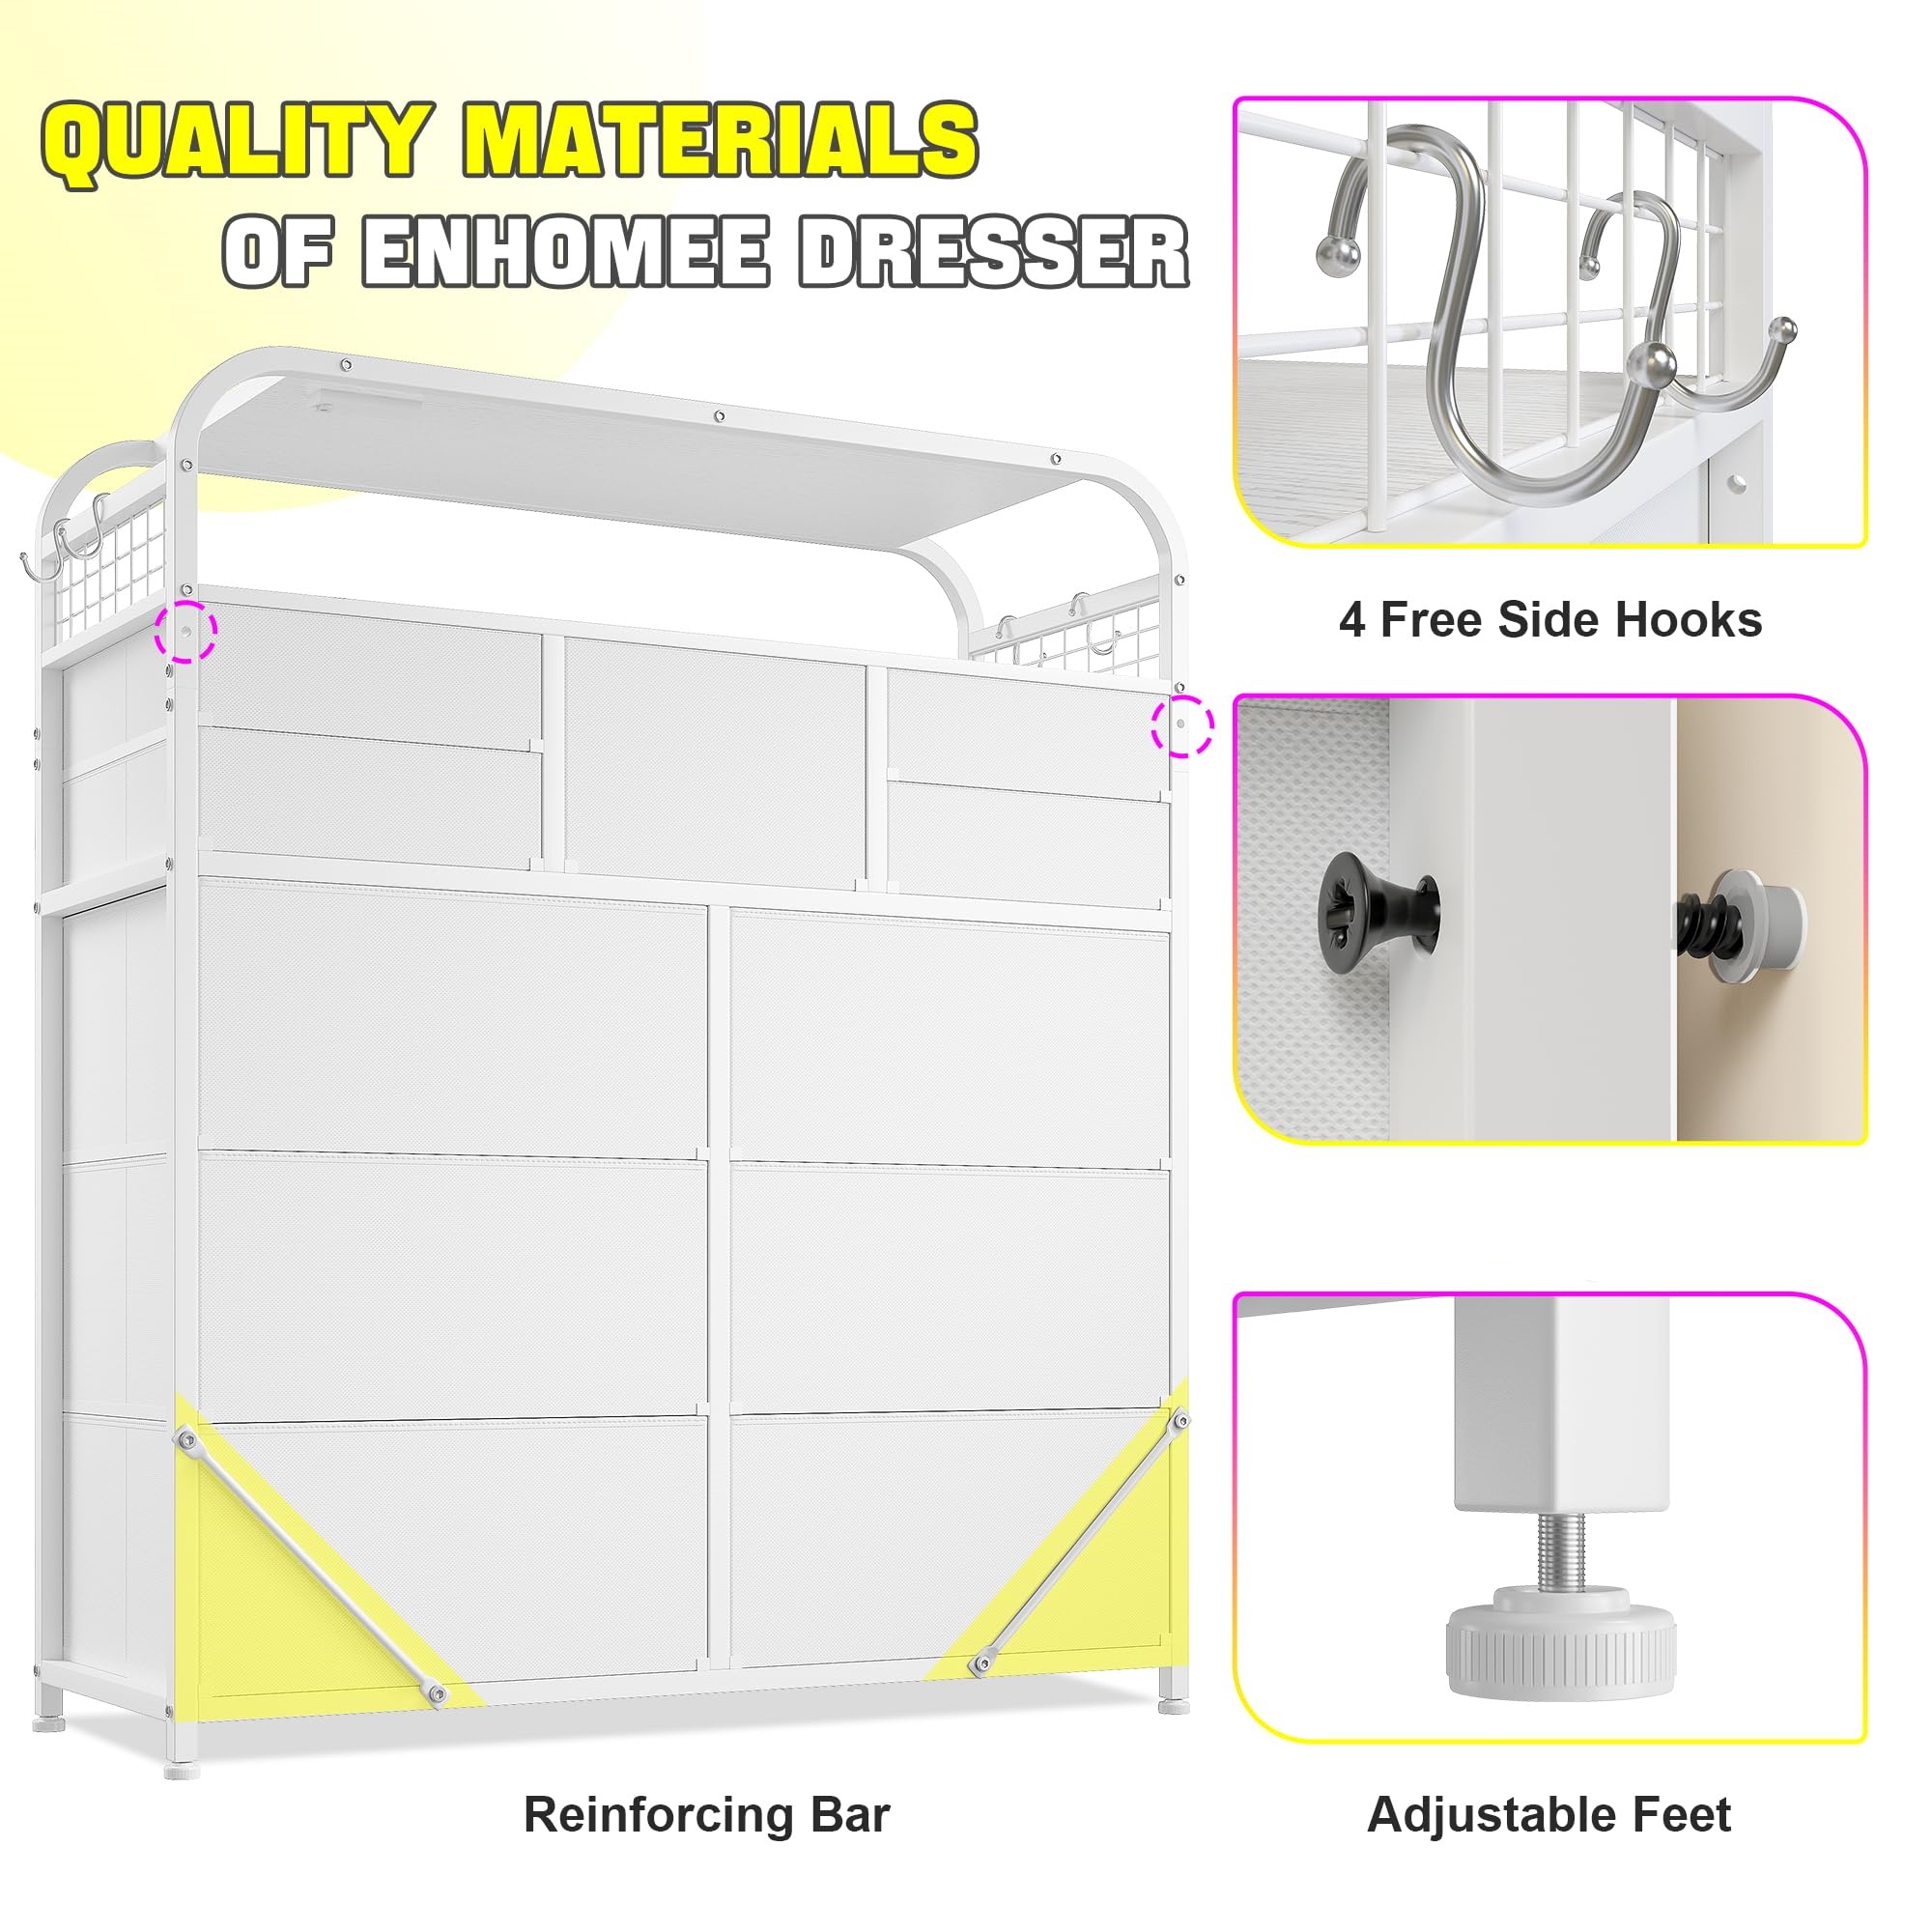 QUALITY MATERIALS
OF ENHOMEE DRESSER
4 Free Side Hooks
Reinforcing Bar
Adjustable Feet